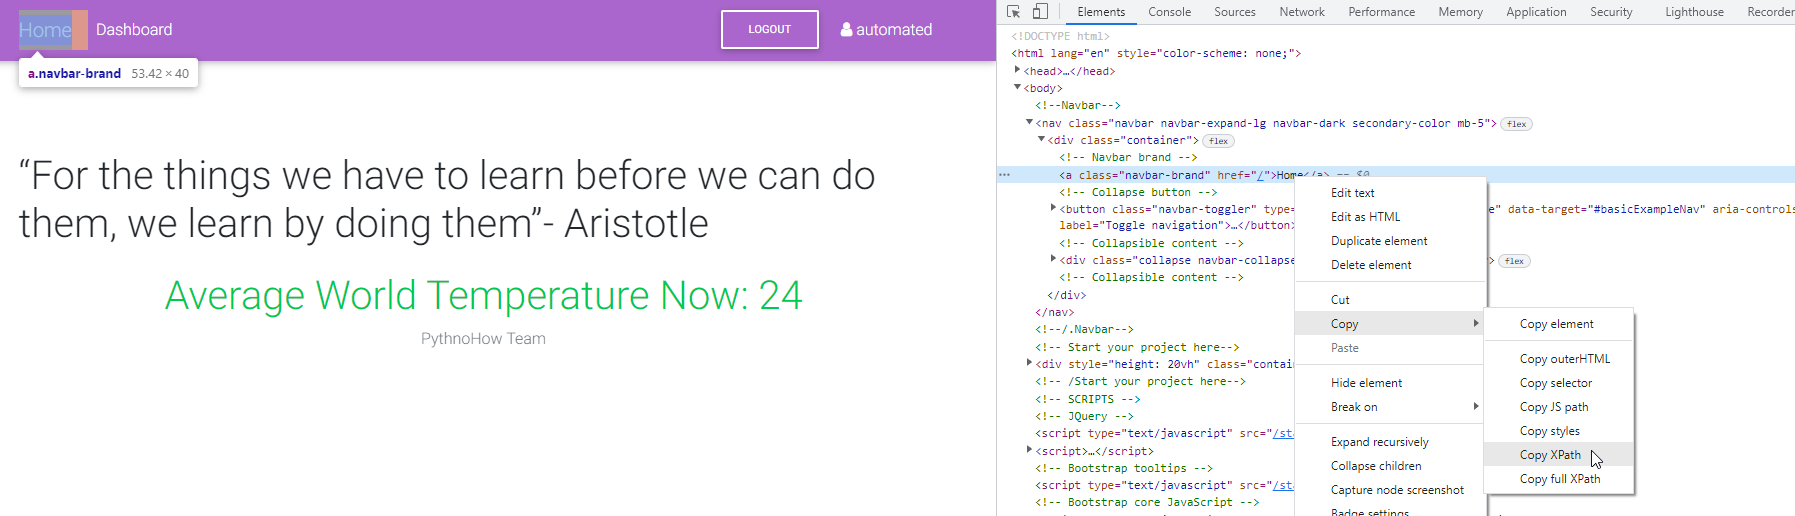 Home
Dashboard
LOGOUT
automated
a.navbar-brand 53.42 × 40
“For the things we have to learn before we can do
them, we learn by doing them”- Aristotle
Average World Temperature Now: 24
PythnoHow Team
Elements Console Sources Network Performance Memory Application Security Lighthouse Recorder
<!DOCTYPE html>
<html lang="en" style="color-scheme: none;">
<head>…</head>
<body>
<!--Navbar-->
<nav class="navbar navbar-expand-lg navbar-dark secondary-color mb-5"> flex
<div class="container"> flex
<!-- Navbar brand -->
<a class="navbar-brand" href="/">Home</a> == $0
<!-- Collapse button -->
<button class="navbar-toggler" type= e" data-target="#basicExampleNav" aria-controls
label="Toggle navigation">…</button>
<!-- Collapsible content -->
<div class="collapse navbar-collapse > flex
<!-- Collapsible content -->
</div>
</nav>
<!--/.Navbar-->
<!-- Start your project here-->
<div style="height: 20vh" class="contai
<!-- /Start your project here-->
<!-- SCRIPTS -->
<!-- JQuery -->
<script type="text/javascript" src="/sta
<script>…</script>
<!-- Bootstrap tooltips -->
<script type="text/javascript" src="/sta
<!-- Bootstrap core JavaScript -->
Edit text
Edit as HTML
Duplicate element
Delete element
Cut
Copy
Paste
Hide element
Break on
Expand recursively
Collapse children
Capture node screenshot
Badge settings
Copy element
Copy outerHTML
Copy selector
Copy JS path
Copy styles
Copy XPath
Copy full XPath